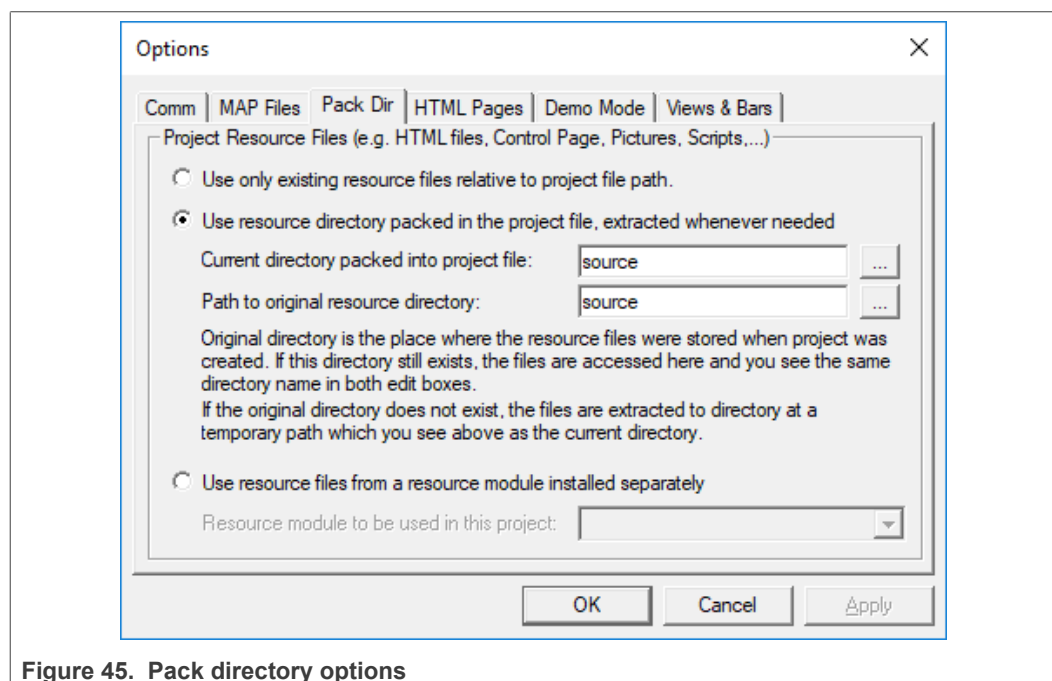 Options
Comm MAP Files Pack Dir HTML Pages Demo Mode Views & Bars
Project Resource Files (e.g. HTML files, Control Page, Pictures, Scripts,...)
Use only existing resource files relative to project file path.
Use resource directory packed in the project file, extracted whenever needed
Current directory packed into project file: source ...
Path to original resource directory: source ...
Original directory is the place where the resource files were stored when project was
created. If this directory still exists, the files are accessed here and you see the same
directory name in both edit boxes.
If the original directory does not exist, the files are extracted to directory at a
temporary path which you see above as the current directory.
Use resource files from a resource module installed separately
Resource module to be used in this project:
OK Cancel Apply
Figure 45. Pack directory options